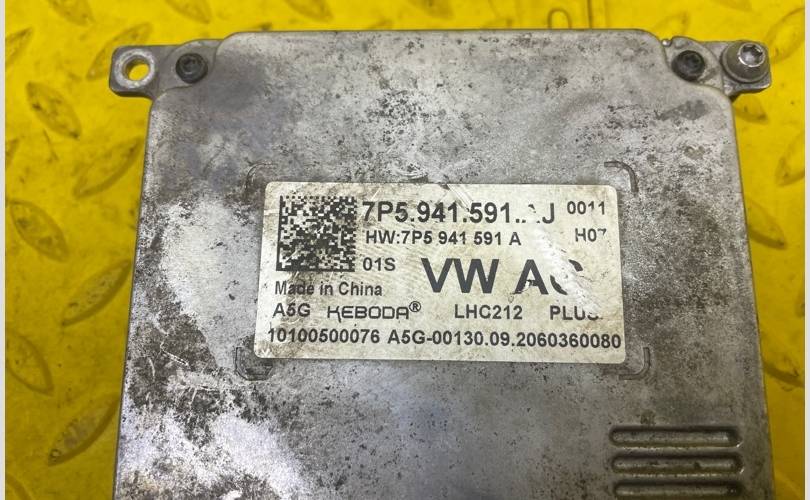 7P5.941.591. J 0011
HW:7P5 941 591 A H07
01S VW AG
Made in China
A5G KEBODA® LHC212 PLUS
10100500076 A5G-00130.09.2060360080